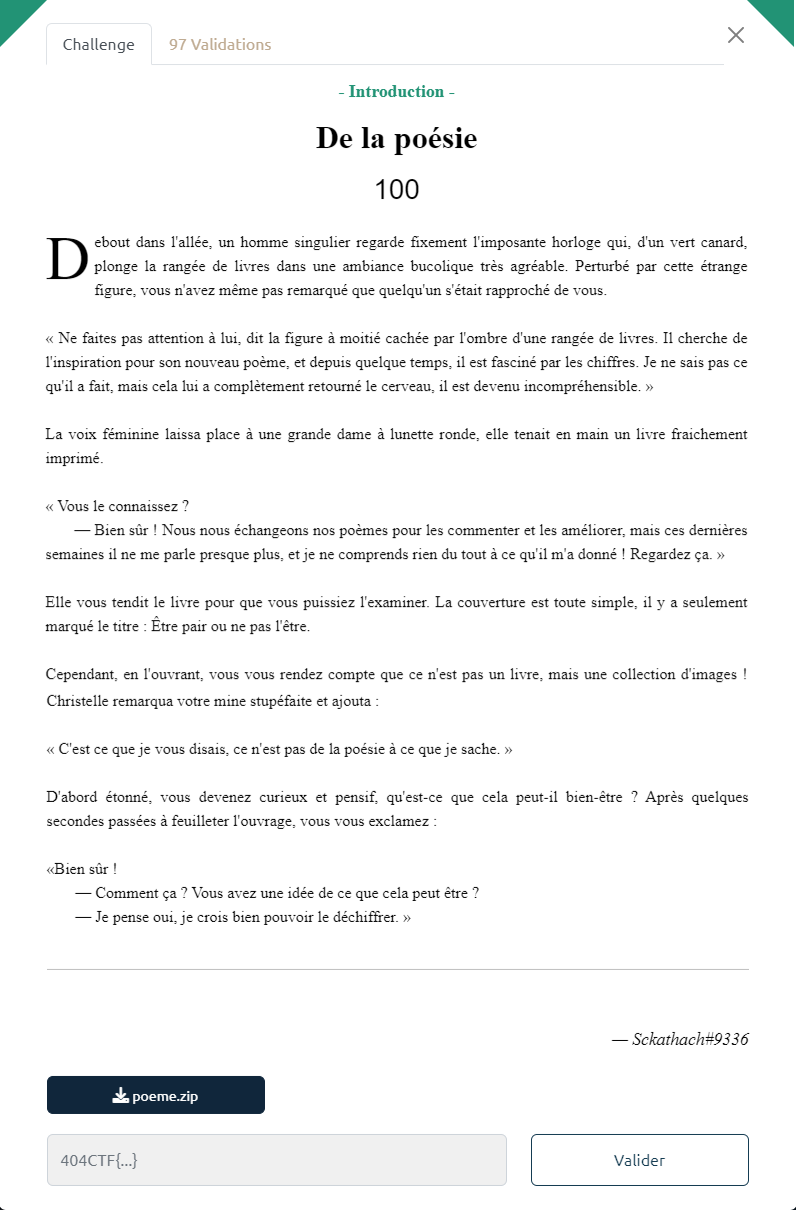 Challenge
97 Validations
- Introduction -
De la poésie
100
Debout dans l'allée, un homme singulier regarde fixement l'imposante horloge qui, d'un vert canard,
plonge la rangée de livres dans une ambiance bucolique très agréable. Perturbé par cette étrange
figure, vous n'avez même pas remarqué que quelqu'un s'était rapproché de vous.
« Ne faites pas attention à lui, dit la figure à moitié cachée par l'ombre d'une rangée de livres. Il cherche de
l'inspiration pour son nouveau poème, et depuis quelque temps, il est fasciné par les chiffres. Je ne sais pas ce
qu'il a fait, mais cela lui a complètement retourné le cerveau, il est devenu incompréhensible. »
La voix féminine laissa place à une grande dame à lunette ronde, elle tenait en main un livre fraichement
imprimé.
« Vous le connaissez ?
— Bien sûr ! Nous nous échangeons nos poèmes pour les commenter et les améliorer, mais ces dernières
semaines il ne me parle presque plus, et je ne comprends rien du tout à ce qu'il m'a donné ! Regardez ça. »
Elle vous tendit le livre pour que vous puissiez l'examiner. La couverture est toute simple, il y a seulement
marqué le titre : Être pair ou ne pas l'être.
Cependant, en l'ouvrant, vous vous rendez compte que ce n'est pas un livre, mais une collection d'images !
Christelle remarqua votre mine stupéfaite et ajouta :
« C'est ce que je vous disais, ce n'est pas de la poésie à ce que je sache. »
D'abord étonné, vous devenez curieux et pensif, qu'est-ce que cela peut-il bien-être ? Après quelques
secondes passées à feuilleter l'ouvrage, vous vous exclamez :
«Bien sûr !
— Comment ça ? Vous avez une idée de ce que cela peut être ?
— Je pense oui, je crois bien pouvoir le déchiffrer. »
— Sckathach#9336
poeme.zip
404CTF{...}
Valider